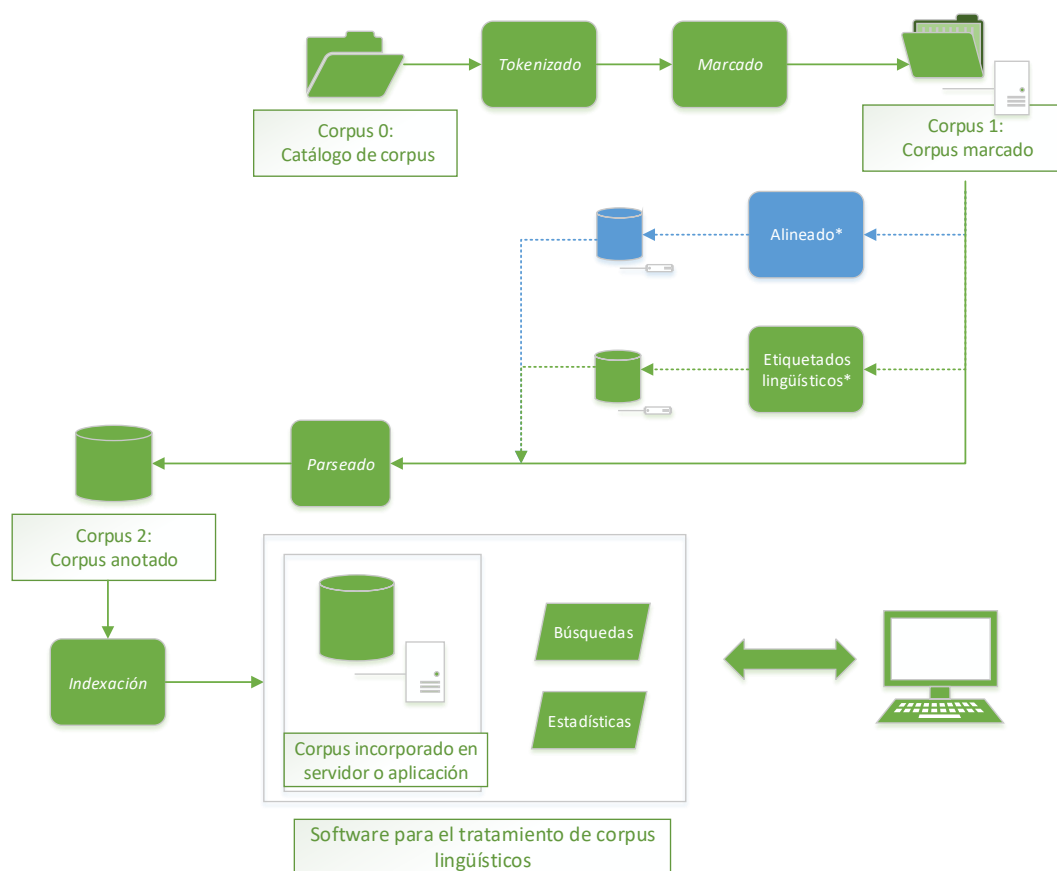 Tokenizado
Marcado
Corpus 0:
Catálogo de corpus
Corpus 1:
Corpus marcado
Alineado*
Etiquetados
lingüísticos*
Parseado
Corpus 2:
Corpus anotado
Indexación
Búsquedas
Estadísticas
Corpus incorporado en
servidor o aplicación
Software para el tratamiento de corpus
lingüísticos